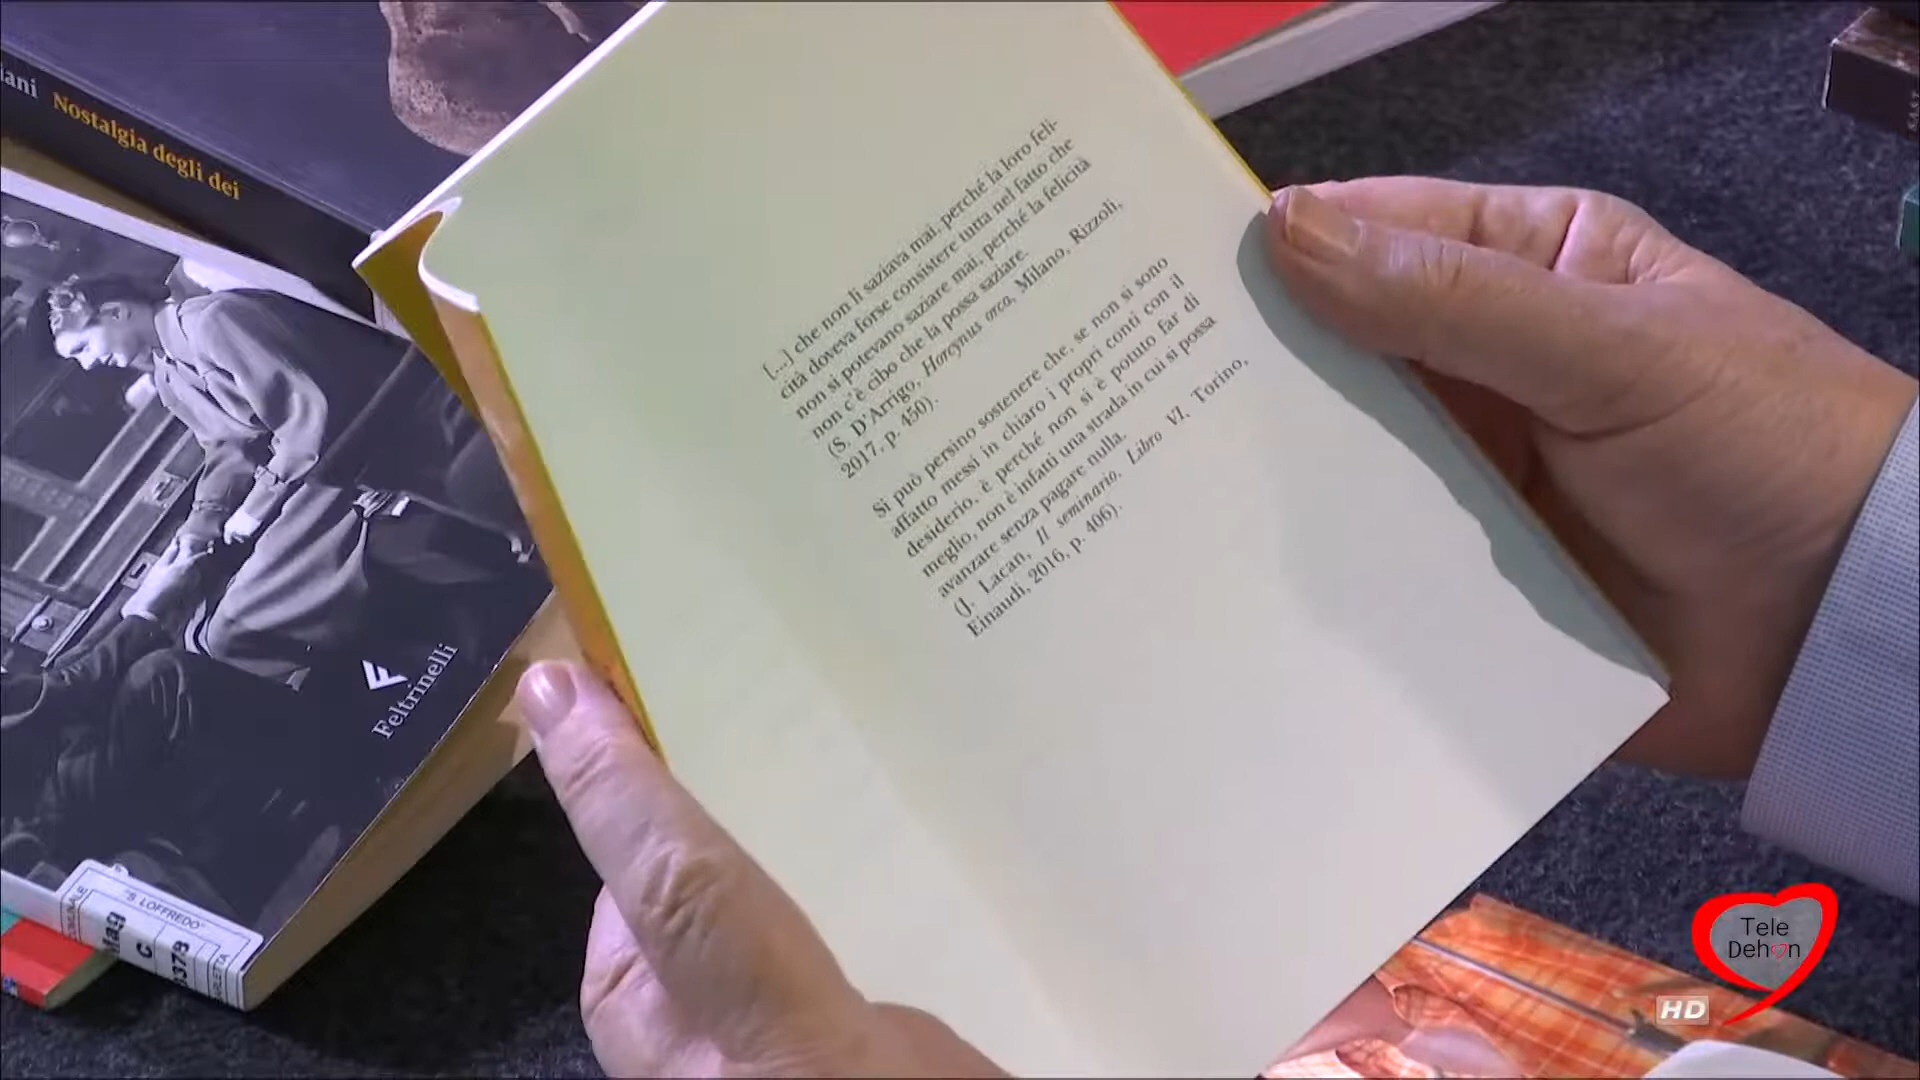 iani Nostalgia degli dei
[...] che non li saziava mai, perché la loro feli-
cità doveva forse consistere tutta nel fatto che
non si potevano saziare mai, perché la felicità
non c'è cibo che la possa saziare.
(S. D'Arrigo, Horcynus orca, Milano, Rizzoli,
2017, p. 450).
Si può persino sostenere che, se non si sono
affatto messi in chiaro i propri conti con il
desiderio, è perché non si è potuto far di
meglio, non è infatti una strada in cui si possa
avanzare senza pagare nulla.
(J. Lacan, Il seminario. Libro VI, Torino,
Einaudi, 2016, p. 406).
F
Feltrinelli
"S. LOFFREDO"
C
Tele
Dehon
HD